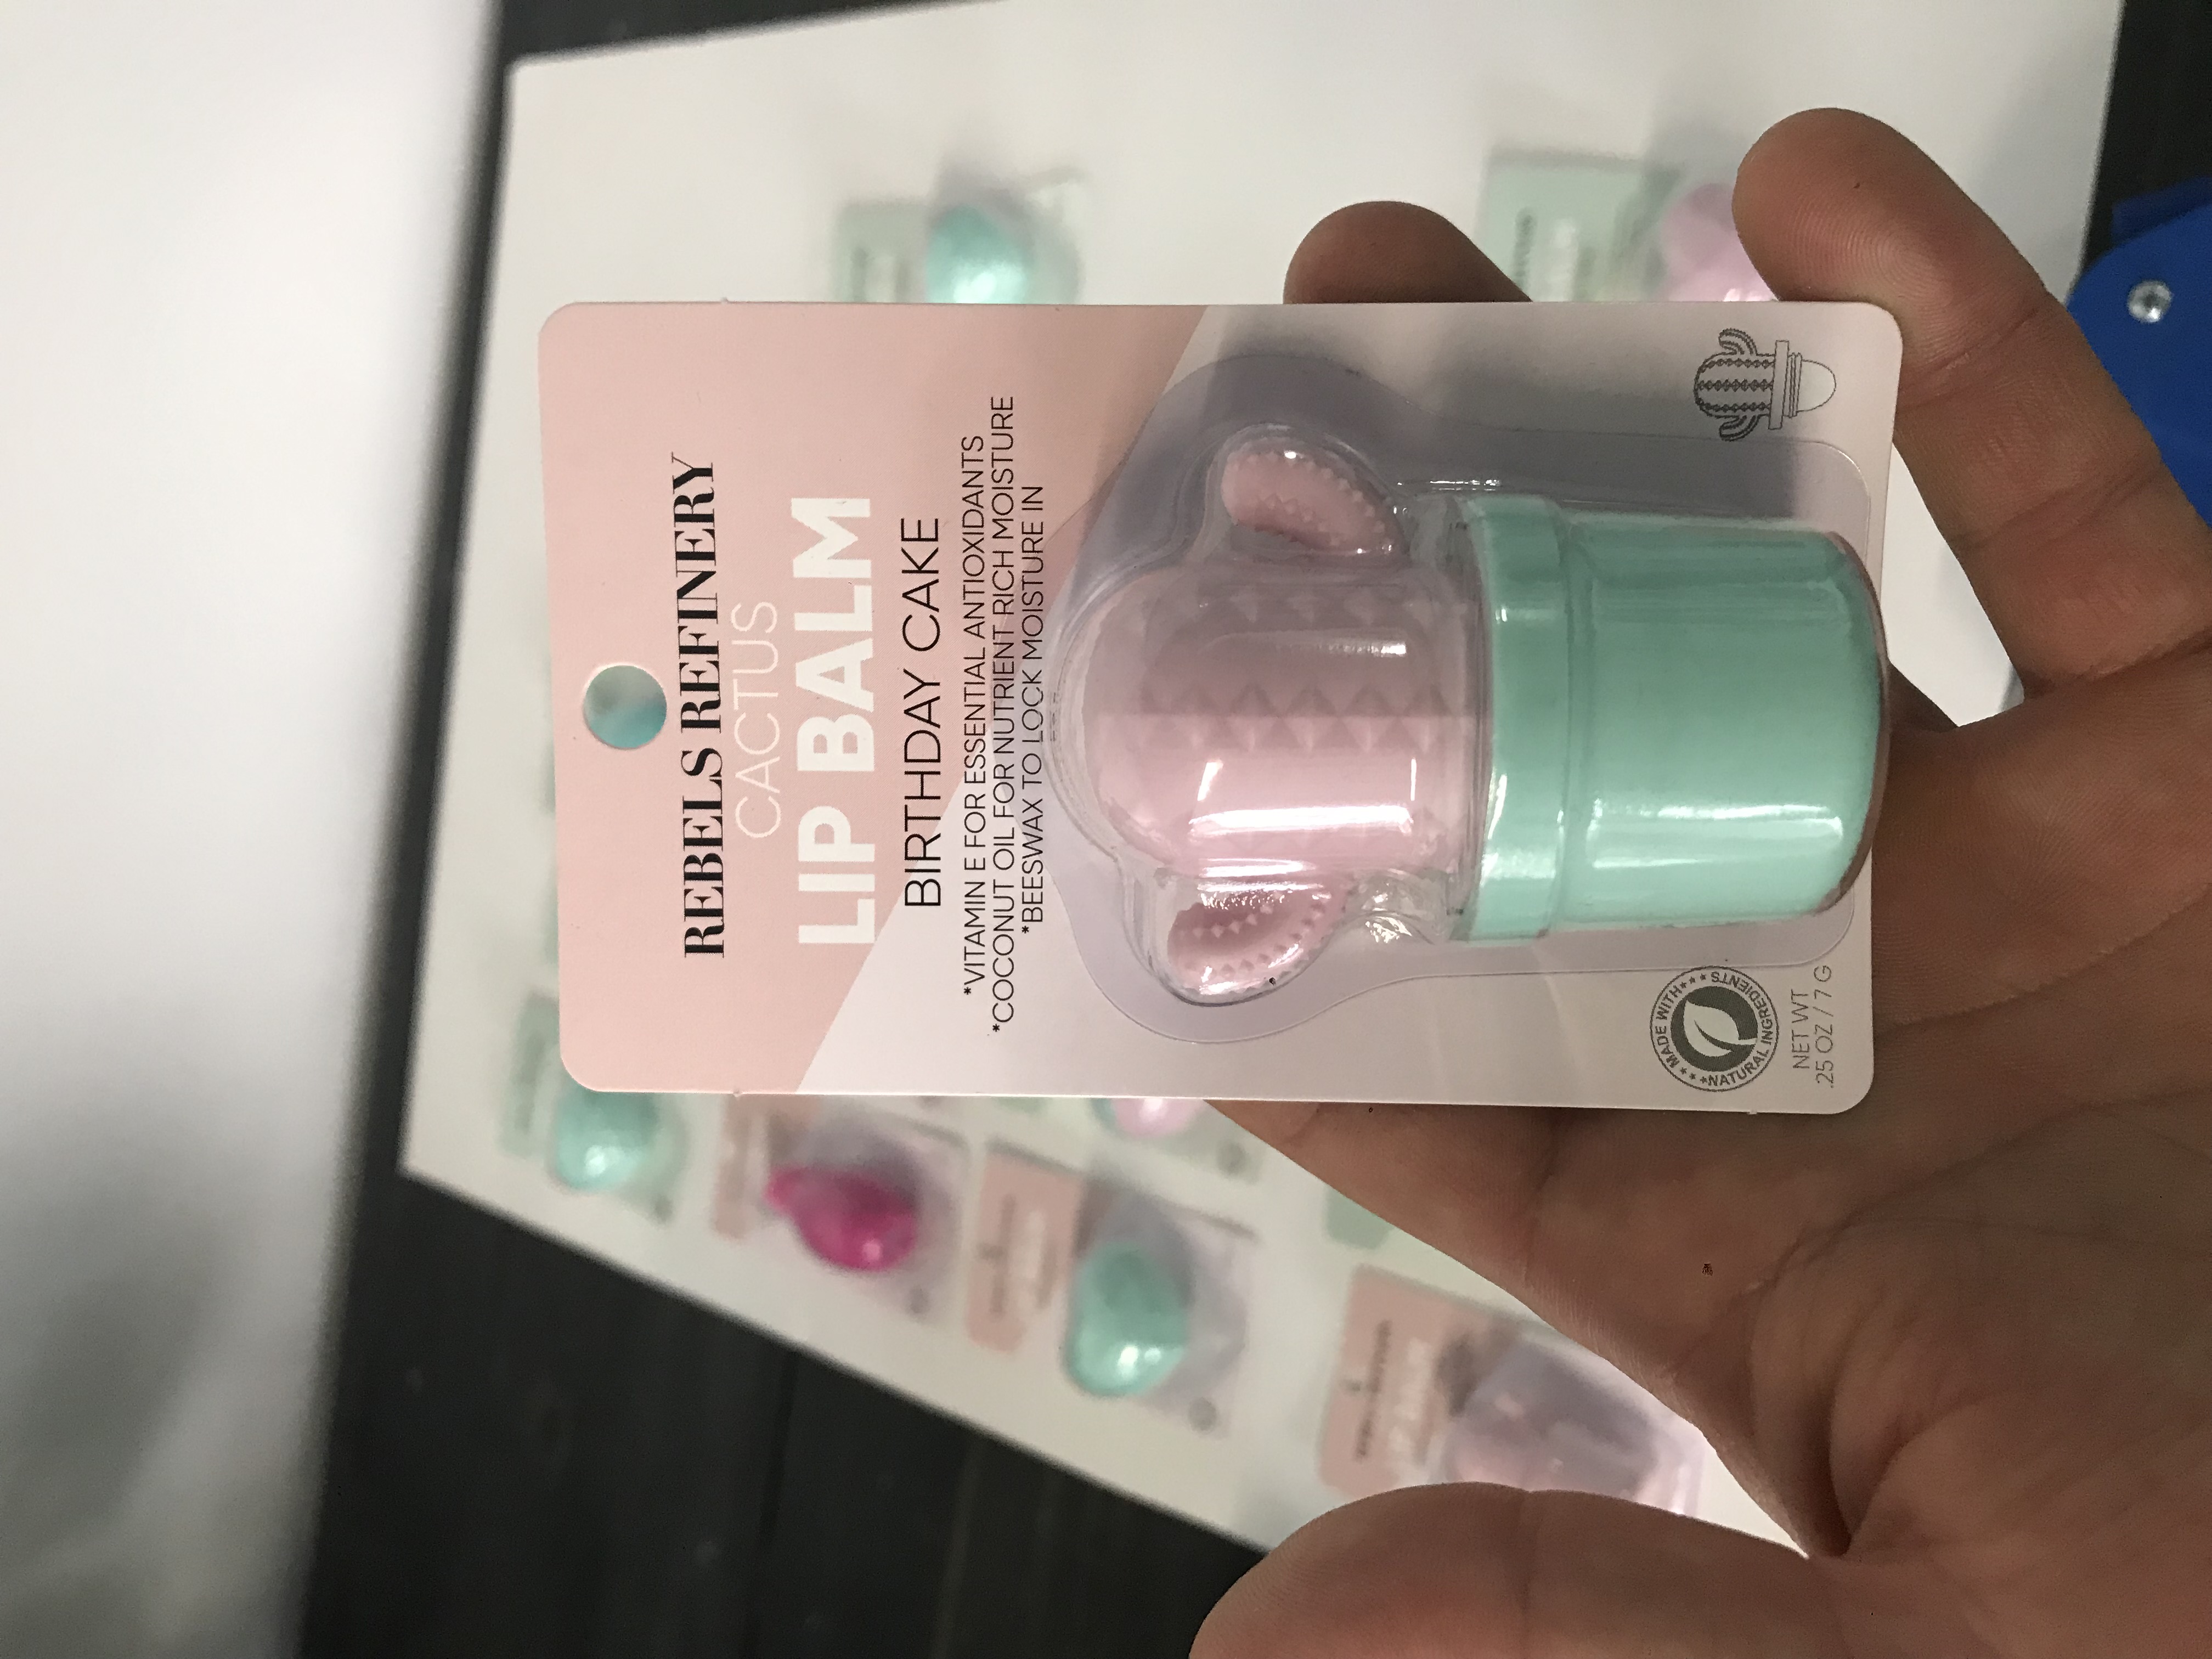 REBELS REFINERY
CACTUS
LIP BALM
BIRTHDAY CAKE
*VITAMIN E FOR ESSENTIAL ANTIOXIDANTS
*COCONUT OIL FOR NUTRIENT RICH MOISTURE
*BEESWAX TO LOCK MOISTURE IN
***MADE WITH***
NATURAL INGREDIENTS
NET WT
.25 OZ / 7 G